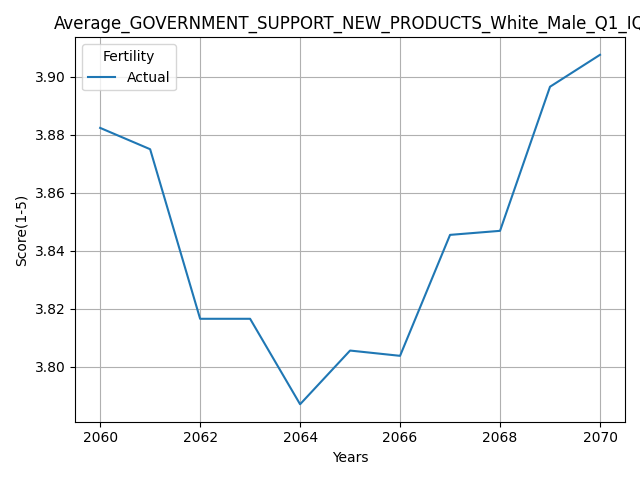 Average_GOVERNMENT_SUPPORT_NEW_PRODUCTS_White_Male_Q1_IQ
Fertility
Actual
Score(1-5)
3.90
3.88
3.86
3.84
3.82
3.80
2060 2062 2064 2066 2068 2070
Years